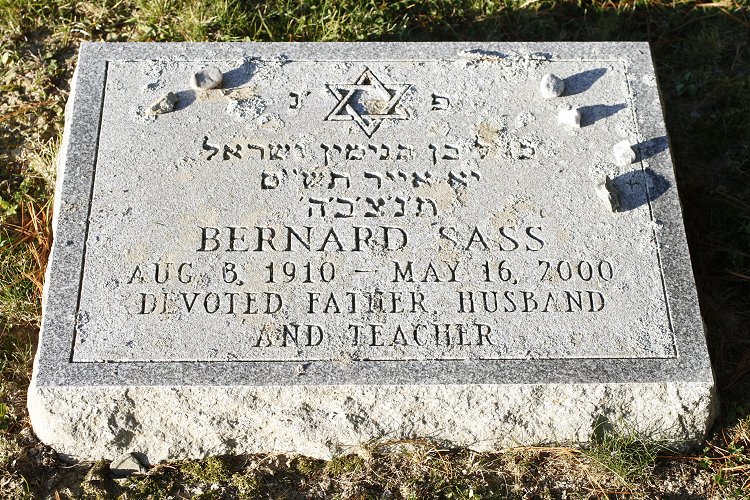 פ נ'
בן בנימין ישראל
יא אייר תש"ס
ת'נ'צ'ב'ה'
BERNARD SASS
AUG 8, 1910 – MAY 16, 2000
DEVOTED FATHER, HUSBAND
AND TEACHER